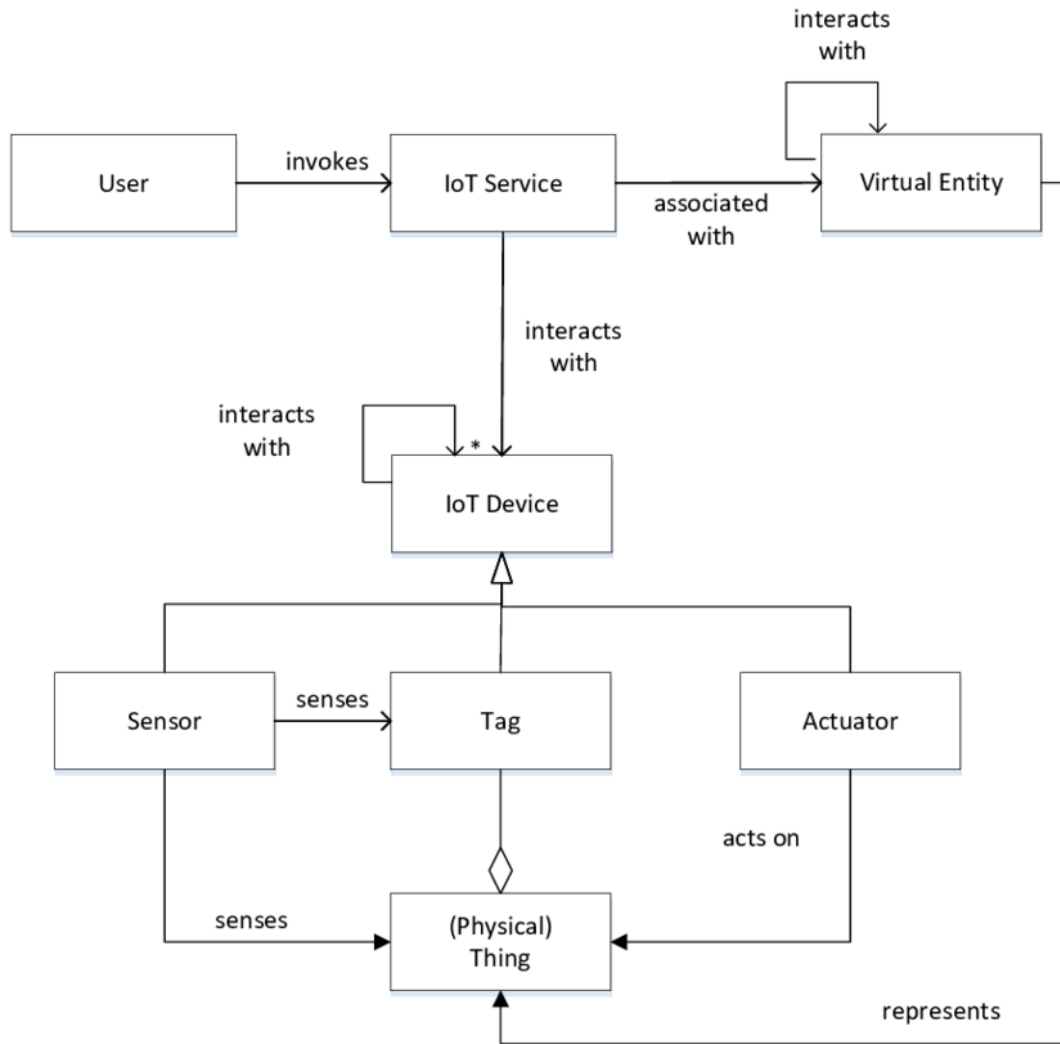 interacts
with
User
invokes
IoT Service
associated
with
Virtual Entity
interacts
with
interacts
with
*
IoT Device
Sensor
senses
Tag
Actuator
acts on
senses
(Physical)
Thing
represents